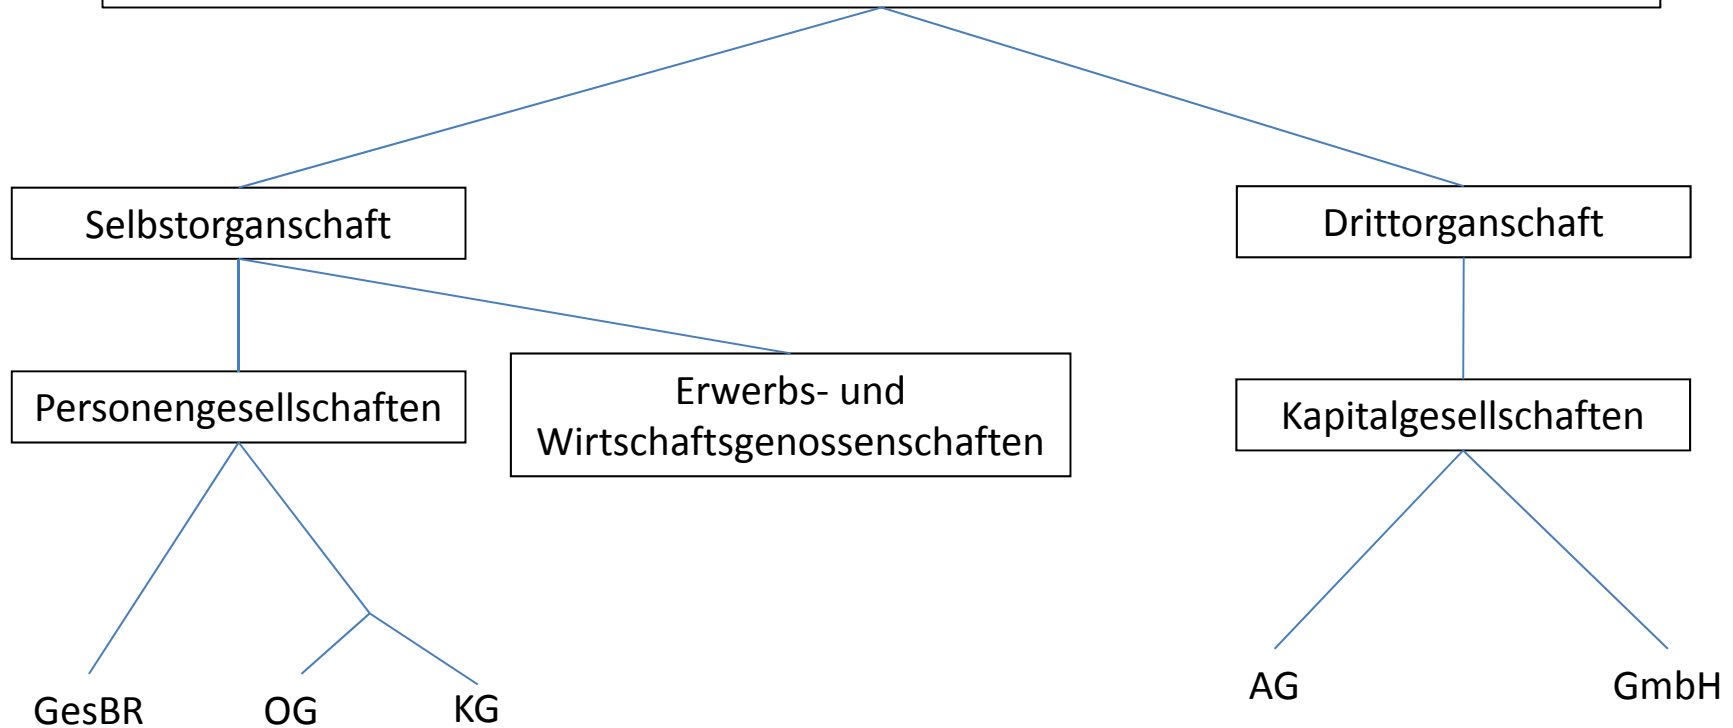 Selbstorganschaft
Drittorganschaft
Personengesellschaften
Erwerbs- und
Wirtschaftsgenossenschaften
Kapitalgesellschaften
GesBR
OG
KG
AG
GmbH